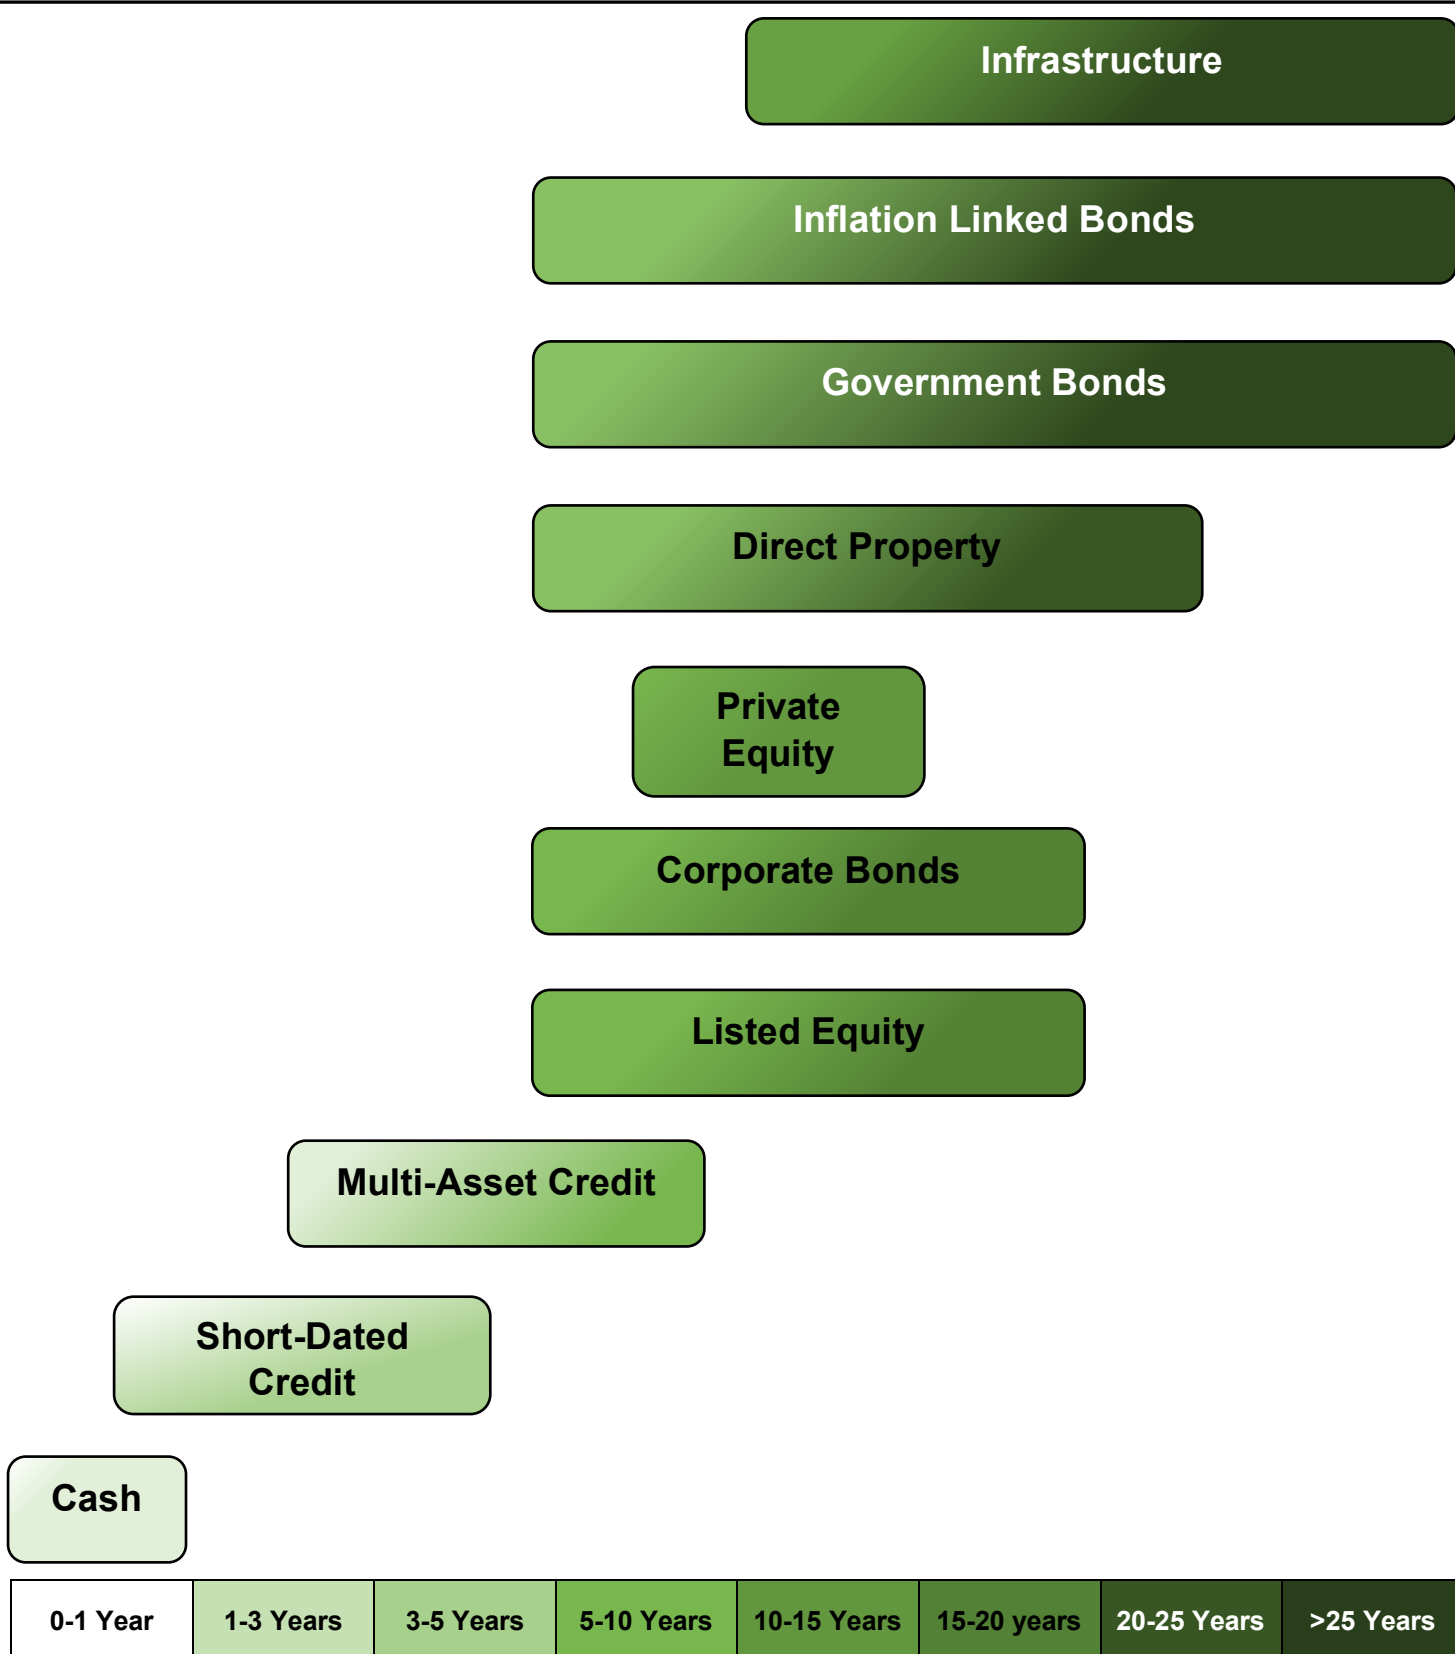 Infrastructure
Inflation Linked Bonds
Government Bonds
Direct Property
Private
Equity
Corporate Bonds
Listed Equity
Multi-Asset Credit
Short-Dated
Credit
Cash
0-1 Year 1-3 Years 3-5 Years 5-10 Years 10-15 Years 15-20 years 20-25 Years >25 Years